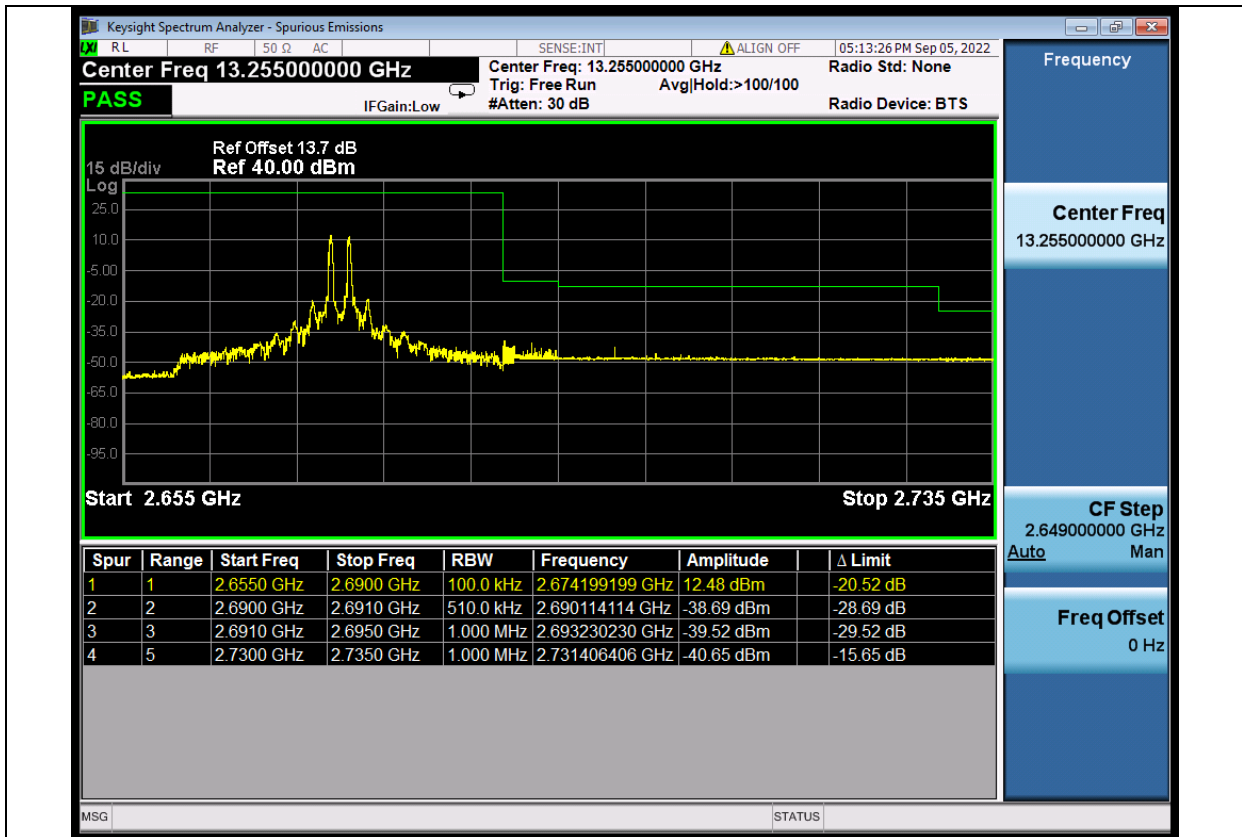 Keysight Spectrum Analyzer - Spurious Emissions
LXI RL RF 50 Ω AC SENSE:INT ALIGN OFF 05:13:26 PM Sep 05, 2022
Center Freq 13.255000000 GHz Center Freq: 13.255000000 GHz Radio Std: None
Trig: Free Run Avg|Hold:>100/100
PASS IFGain:Low #Atten: 30 dB Radio Device: BTS
Ref Offset 13.7 dB
15 dB/div Ref 40.00 dBm
Log
25.0
10.0
-5.00
-20.0
-35.0
-50.0
-65.0
-80.0
-95.0
Start 2.655 GHz Stop 2.735 GHz
Spur Range Start Freq Stop Freq RBW Frequency Amplitude Δ Limit
1 1 2.6550 GHz 2.6900 GHz 100.0 kHz 2.674199199 GHz 12.48 dBm -20.52 dB
2 2 2.6900 GHz 2.6910 GHz 510.0 kHz 2.690114114 GHz -38.69 dBm -28.69 dB
3 3 2.6910 GHz 2.6950 GHz 1.000 MHz 2.693230230 GHz -39.52 dBm -29.52 dB
4 5 2.7300 GHz 2.7350 GHz 1.000 MHz 2.731406406 GHz -40.65 dBm -15.65 dB
MSG STATUS
Frequency
Center Freq
13.255000000 GHz
CF Step
2.649000000 GHz
Auto Man
Freq Offset
0 Hz